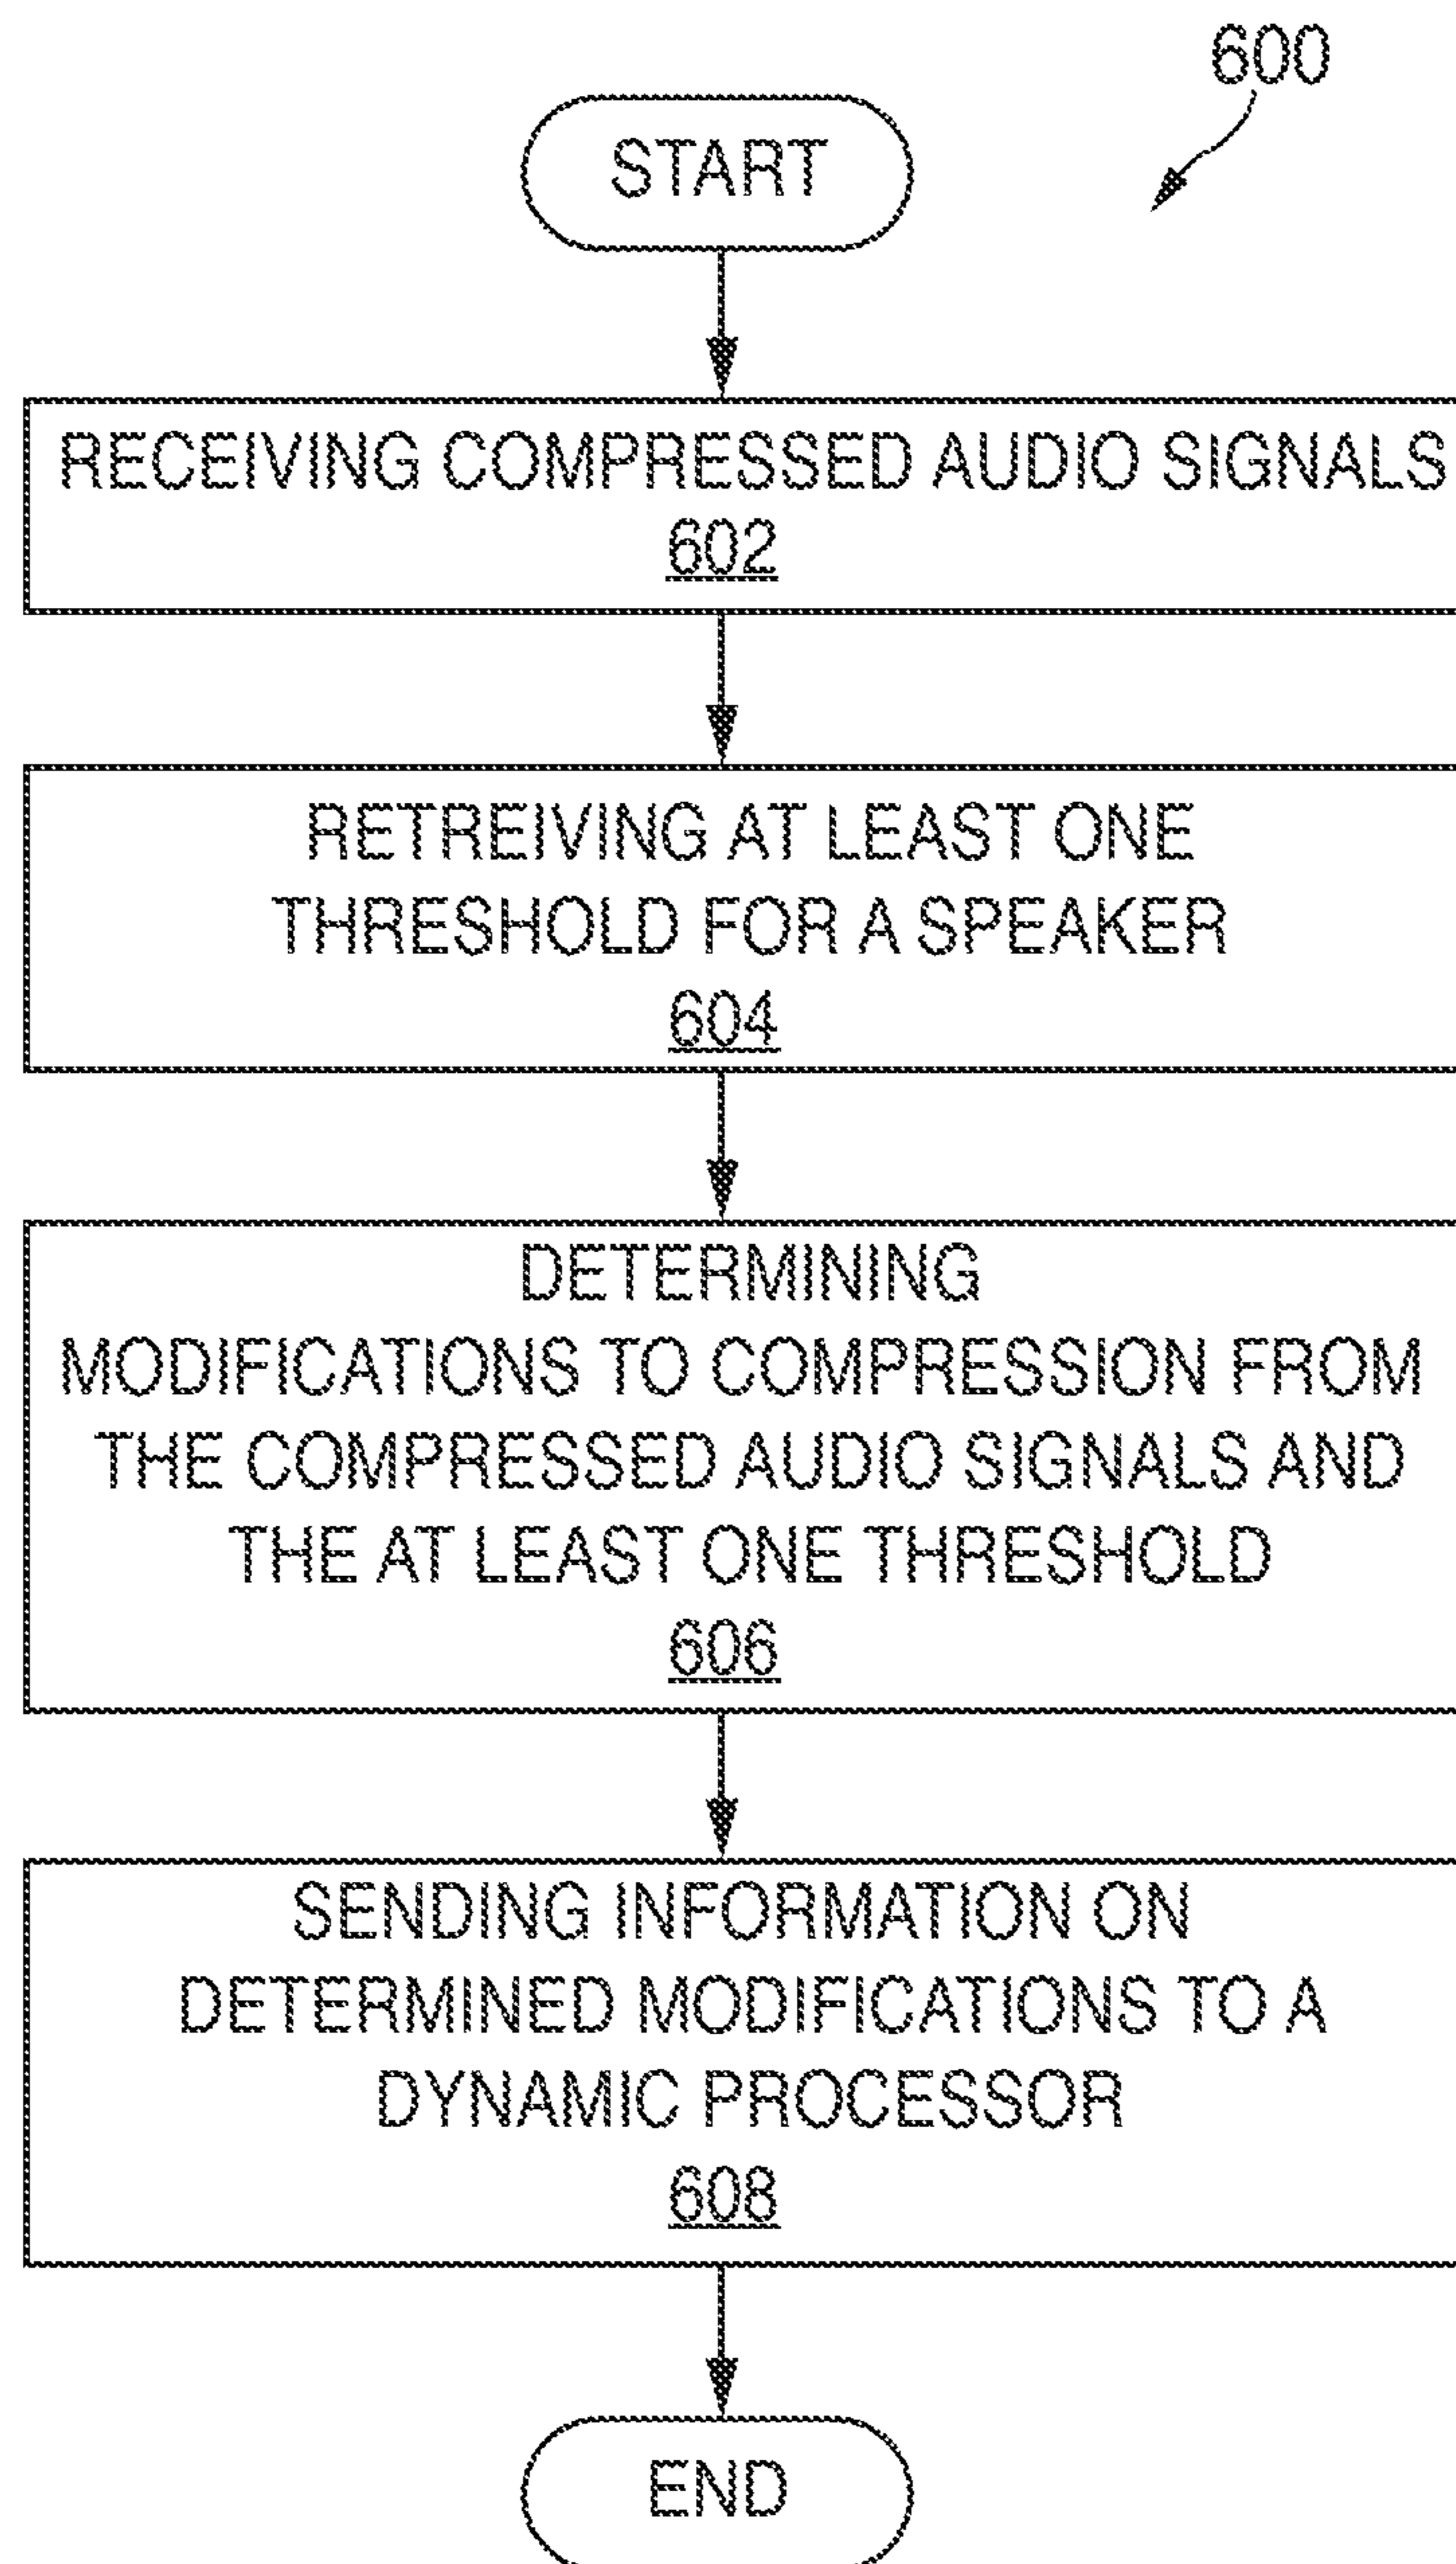 600
START
RECEIVING COMPRESSED AUDIO SIGNALS
602
RETREIVING AT LEAST ONE
THRESHOLD FOR A SPEAKER
604
DETERMINING
MODIFICATIONS TO COMPRESSION FROM
THE COMPRESSED AUDIO SIGNALS AND
THE AT LEAST ONE THRESHOLD
606
SENDING INFORMATION ON
DETERMINED MODIFICATIONS TO A
DYNAMIC PROCESSOR
608
END